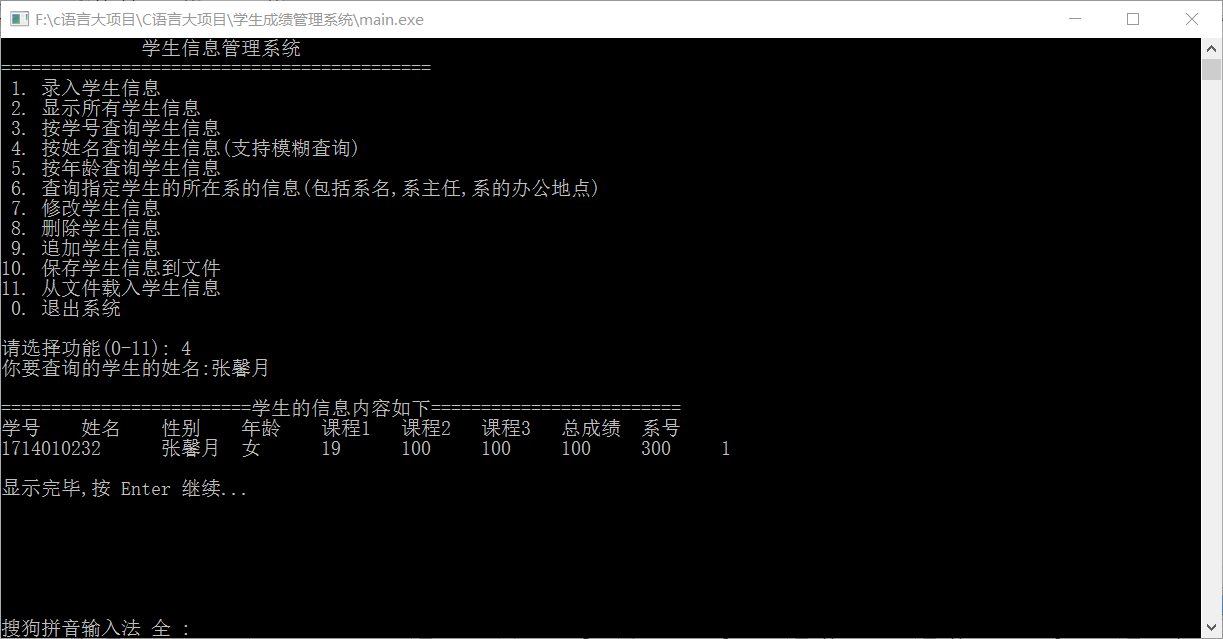 F:\c语言大项目\C语言大项目\学生成绩管理系统\main.exe
学生信息管理系统
===========================================
1. 录入学生信息
2. 显示所有学生信息
3. 按学号查询学生信息
4. 按姓名查询学生信息(支持模糊查询)
5. 按年龄查询学生信息
6. 查询指定学生的所在系的信息(包括系名,系主任,系的办公地点)
7. 修改学生信息
8. 删除学生信息
9. 追加学生信息
10. 保存学生信息到文件
11. 从文件载入学生信息
0. 退出系统
请选择功能(0-11): 4
你要查询的学生的姓名:张馨月
=========================学生的信息内容如下=========================
学号 姓名 性别 年龄 课程1 课程2 课程3 总成绩 系号
1714010232 张馨月 女 19 100 100 100 300 1
显示完毕,按 Enter 继续...
搜狗拼音输入法 全 :